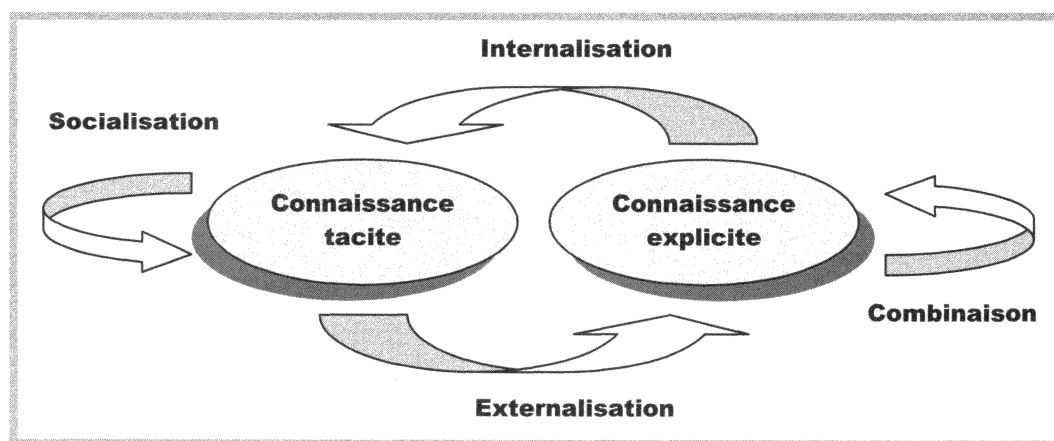 Internalisation
Socialisation
Connaissance
tacite
Connaissance
explicite
Combinaison
Externalisation